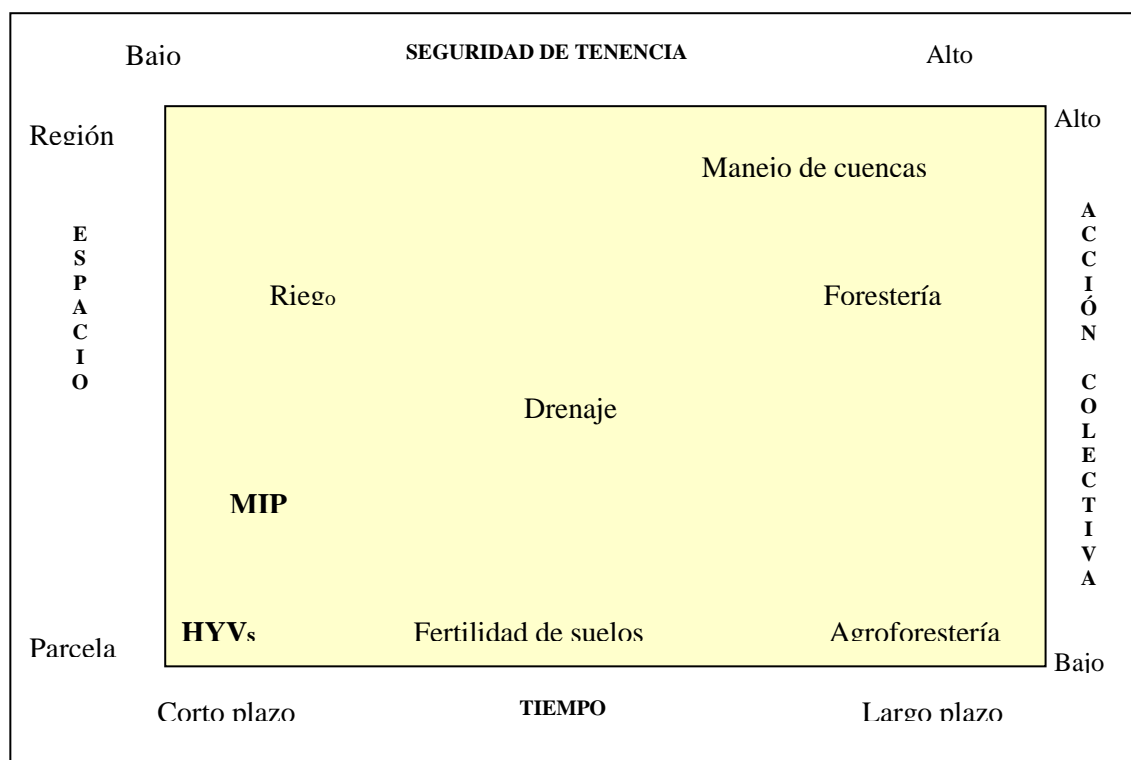 Bajo SEGURIDAD DE TENENCIA Alto
Región
Alto
Manejo de cuencas
ESPACIO
ACCIÓN COLECTIVA
Riego
Forestería
Drenaje
MIP
HYVs
Fertilidad de suelos
Agroforestería
Parcela
Bajo
Corto plazo TIEMPO Largo plazo